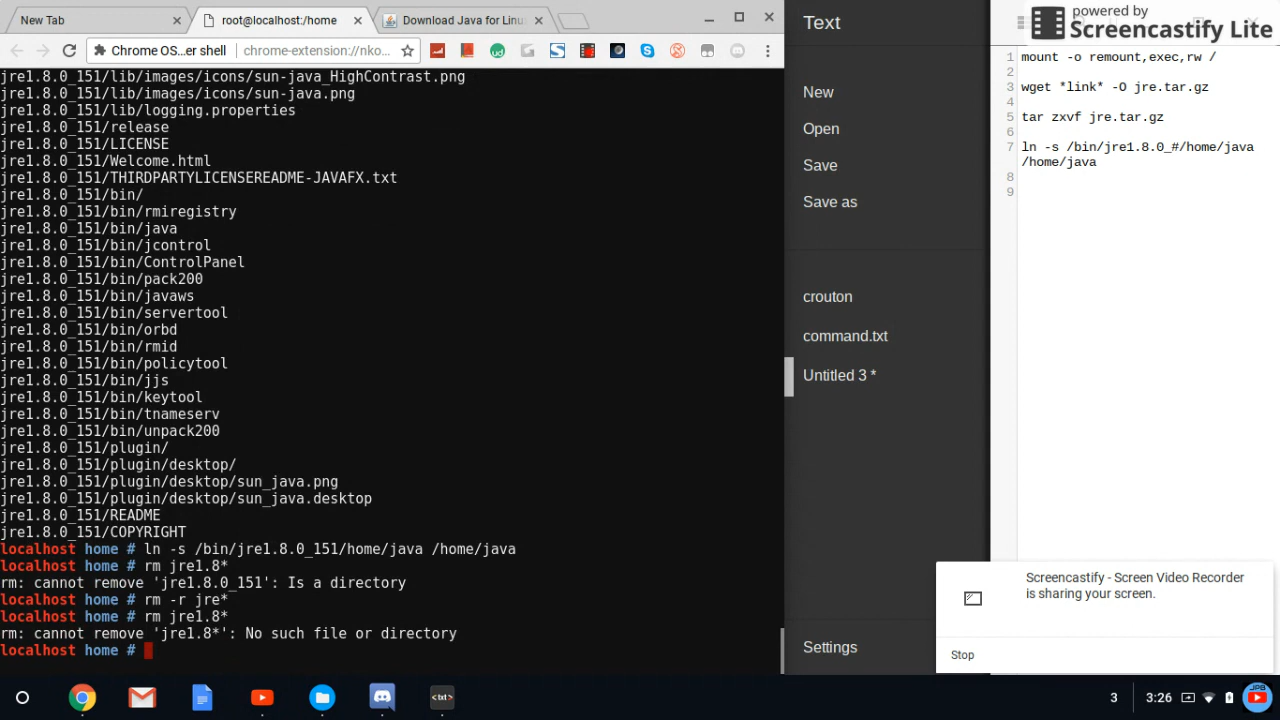 New Tab
root@localhost:/home
Download Java for Linu
Chrome OS...er shell
chrome-extension://nko...
jre1.8.0_151/lib/images/icons/sun-java_HighContrast.png
jre1.8.0_151/lib/images/icons/sun-java.png
jre1.8.0_151/lib/logging.properties
jre1.8.0_151/release
jre1.8.0_151/LICENSE
jre1.8.0_151/Welcome.html
jre1.8.0_151/THIRDPARTYLICENSEREADME-JAVAFX.txt
jre1.8.0_151/bin/
jre1.8.0_151/bin/rmiregistry
jre1.8.0_151/bin/java
jre1.8.0_151/bin/jcontrol
jre1.8.0_151/bin/ControlPanel
jre1.8.0_151/bin/pack200
jre1.8.0_151/bin/javaws
jre1.8.0_151/bin/servertool
jre1.8.0_151/bin/orbd
jre1.8.0_151/bin/rmid
jre1.8.0_151/bin/policytool
jre1.8.0_151/bin/jjs
jre1.8.0_151/bin/keytool
jre1.8.0_151/bin/tnameserv
jre1.8.0_151/bin/unpack200
jre1.8.0_151/plugin/
jre1.8.0_151/plugin/desktop/
jre1.8.0_151/plugin/desktop/sun_java.png
jre1.8.0_151/plugin/desktop/sun_java.desktop
jre1.8.0_151/README
jre1.8.0_151/COPYRIGHT
localhost home # ln -s /bin/jre1.8.0_151/home/java /home/java
localhost home # rm jre1.8*
rm: cannot remove 'jre1.8.0_151': Is a directory
localhost home # rm -r jre*
localhost home # rm jre1.8*
rm: cannot remove 'jre1.8*': No such file or directory
localhost home #
Text
New
Open
Save
Save as
crouton
command.txt
Untitled 3 *
Settings
powered by
Screencastify Lite
1 mount -o remount,exec,rw /
2
3 wget *link* -O jre.tar.gz
4
5 tar zxvf jre.tar.gz
6
7 ln -s /bin/jre1.8.0_#/home/java
/home/java
8
9
Screencastify - Screen Video Recorder
is sharing your screen.
Stop
<txt>
3
3:26
JPB